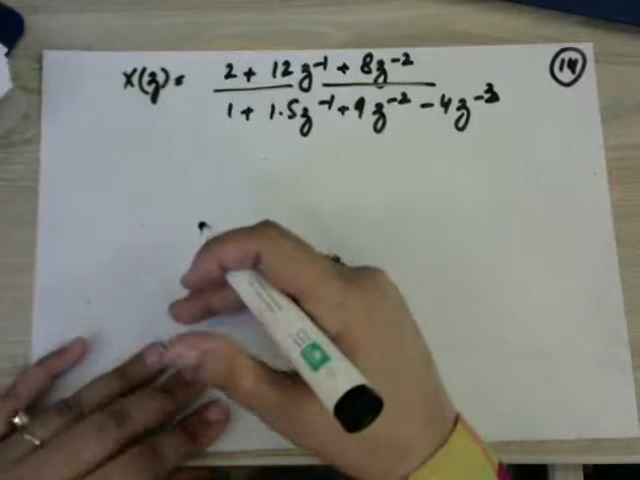 X(z) = (2 + 12z⁻¹ + 8z⁻²) / (1 + 1.5z⁻¹ + 9z⁻² - 4z⁻³)
14